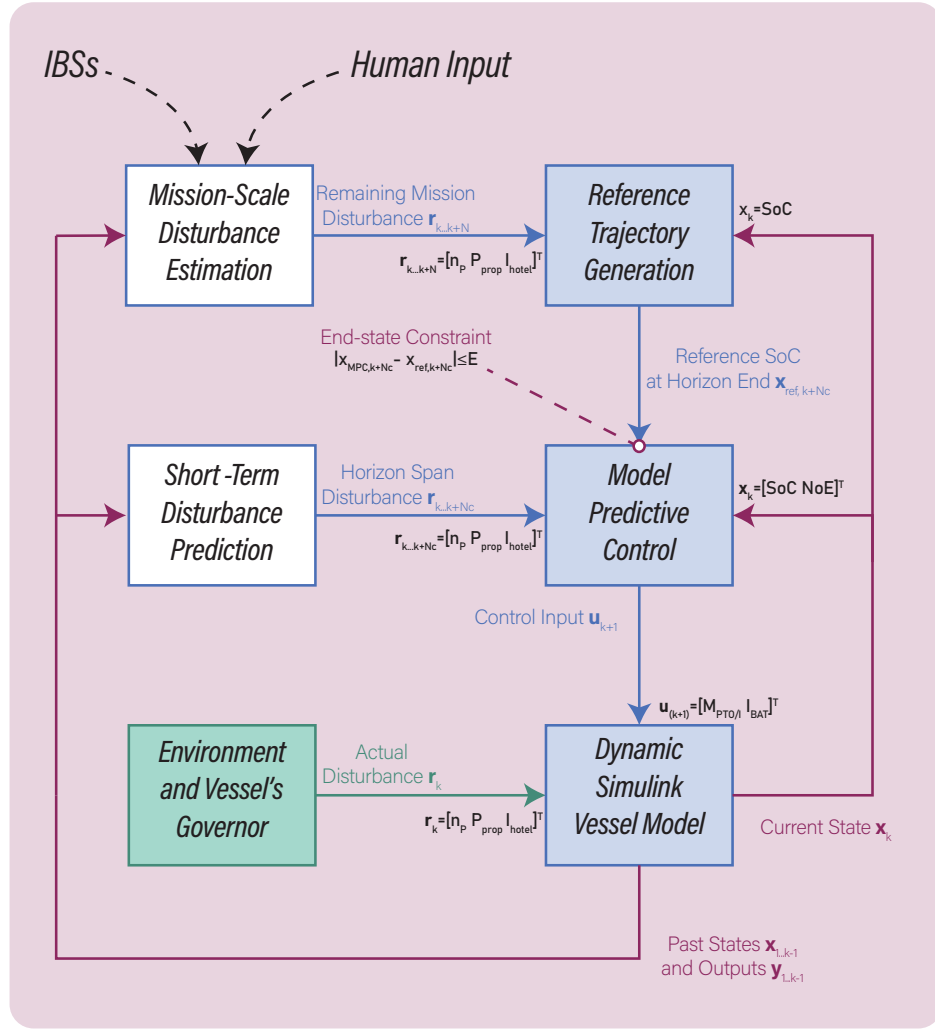 IBSs
Human Input
Mission-Scale
Disturbance
Estimation
Remaining Mission
Disturbance r_k...k+N
r_k...k+N=[n_P P_prop I_hotel]^T
Reference
Trajectory
Generation
x_k=SoC
End-state Constraint
|x_MPC,k+Nc- x_ref,k+Nc|≤E
Reference SoC
at Horizon End x_ref, k+Nc
Short -Term
Disturbance
Prediction
Horizon Span
Disturbance r_k...k+Nc
r_k...k+Nc=[n_P P_prop I_hotel]^T
Model
Predictive
Control
x_k=[SoC NoE]^T
Control Input u_k+1
u_(k+1)=[M_PTO/I I_BAT]^T
Environment
and Vessel's
Governor
Actual
Disturbance r_k
r_k=[n_P P_prop I_hotel]^T
Dynamic
Simulink
Vessel Model
Current State x_k
Past States x_1...k-1
and Outputs y_1...k-1